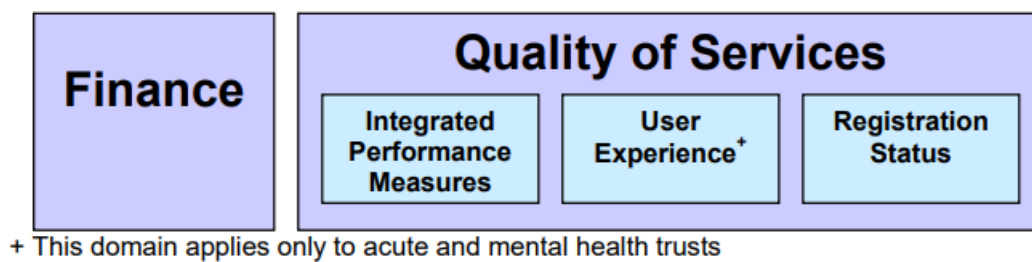 Finance
Quality of Services
Integrated
Performance
Measures
User
Experience+
Registration
Status
+ This domain applies only to acute and mental health trusts